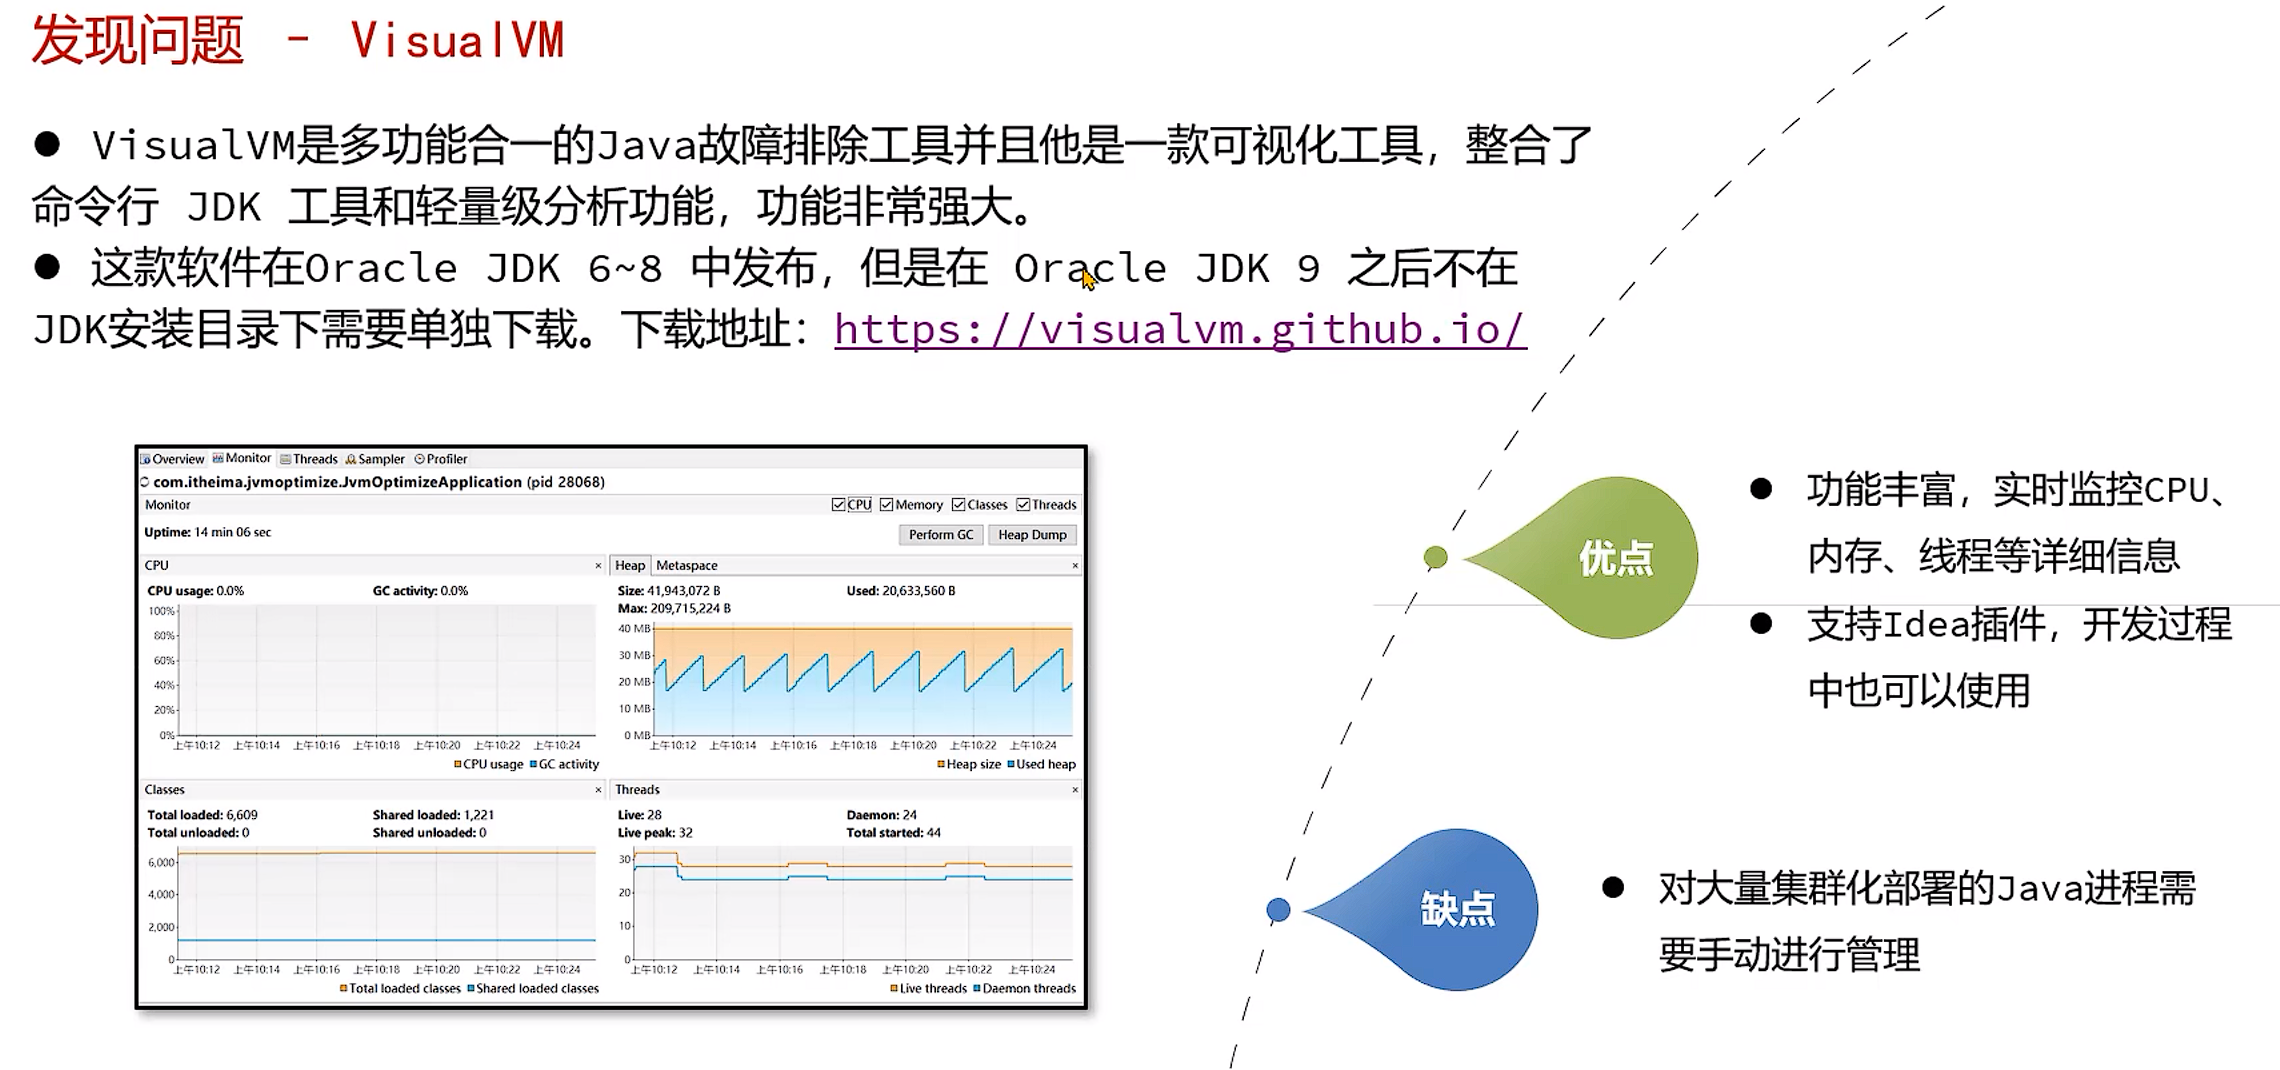 发现问题 - VisualVM
● VisualVM是多功能合一的Java故障排除工具并且他是一款可视化工具，整合了
命令行 JDK 工具和轻量级分析功能，功能非常强大。
● 这款软件在Oracle JDK 6~8 中发布，但是在 Oracle JDK 9 之后不在
JDK安装目录下需要单独下载。下载地址：https://visualvm.github.io/
Overview Monitor Threads Sampler Profiler
com.itheima.jvmoptimize.JvmOptimizeApplication (pid 28068)
Monitor CPU Memory Classes Threads
Uptime: 14 min 06 sec Perform GC Heap Dump
CPU
CPU usage: 0.0% GC activity: 0.0%
100%
80%
60%
40%
20%
0%
上午10:12 上午10:14 上午10:16 上午10:18 上午10:20 上午10:22 上午10:24
CPU usage GC activity
Heap Metaspace
Size: 41,943,072 B Used: 20,633,560 B
Max: 209,715,224 B
40 MB
30 MB
20 MB
10 MB
0 MB
上午10:12 上午10:14 上午10:16 上午10:18 上午10:20 上午10:22 上午10:24
Heap size Used heap
Classes
Total loaded: 6,609 Shared loaded: 1,221
Total unloaded: 0 Shared unloaded: 0
6,000
4,000
2,000
0
上午10:12 上午10:14 上午10:16 上午10:18 上午10:20 上午10:22 上午10:24
Total loaded classes Shared loaded classes
Threads
Live: 28 Daemon: 24
Live peak: 32 Total started: 44
30
20
10
0
上午10:12 上午10:14 上午10:16 上午10:18 上午10:20 上午10:22 上午10:24
Live threads Daemon threads
优点
● 功能丰富，实时监控CPU、
内存、线程等详细信息
● 支持Idea插件，开发过程
中也可以使用
缺点
● 对大量集群化部署的Java进程需
要手动进行管理